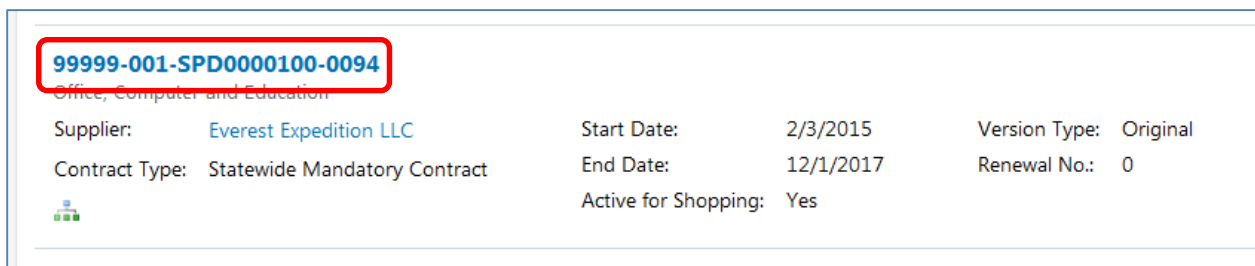 99999-001-SPD0000100-0094
Office, Computer and Education
Supplier: Everest Expedition LLC Start Date: 2/3/2015 Version Type: Original
Contract Type: Statewide Mandatory Contract End Date: 12/1/2017 Renewal No.: 0
Active for Shopping: Yes